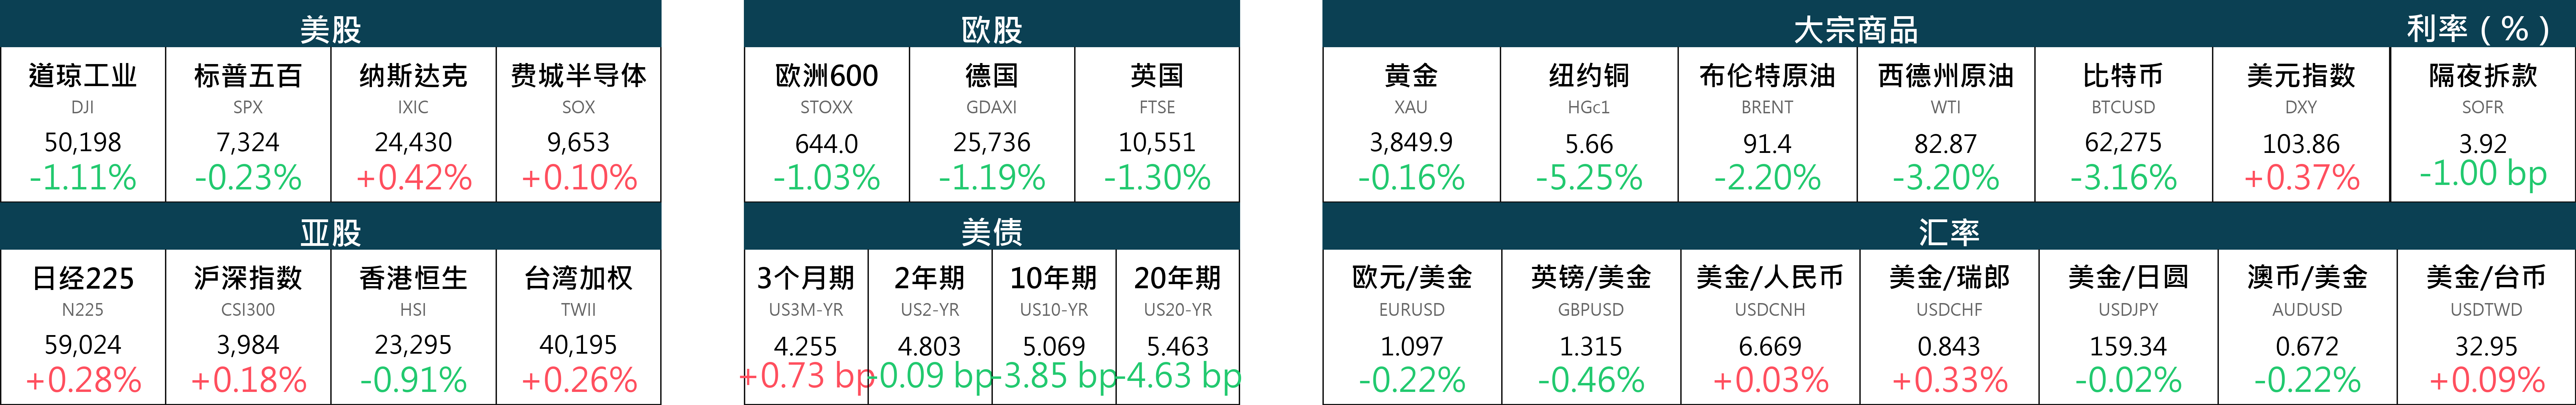 美股
道琼工业 标普五百 纳斯达克 费城半导体
DJI SPX IXIC SOX
50,198 7,324 24,430 9,653
-1.11% -0.23% +0.42% +0.10%
欧股
欧洲600 德国 英国
STOXX GDAXI FTSE
644.0 25,736 10,551
-1.03% -1.19% -1.30%
大宗商品 利率（%）
黄金 纽约铜 布伦特原油 西德州原油 比特币 美元指数 隔夜拆款
XAU HGc1 BRENT WTI BTCUSD DXY SOFR
3,849.9 5.66 91.4 82.87 62,275 103.86 3.92
-0.16% -5.25% -2.20% -3.20% -3.16% +0.37% -1.00 bp
亚股
日经225 沪深指数 香港恒生 台湾加权
N225 CSI300 HSI TWII
59,024 3,984 23,295 40,195
+0.28% +0.18% -0.91% +0.26%
美债
3个月期 2年期 10年期 20年期
US3M-YR US2-YR US10-YR US20-YR
4.255 4.803 5.069 5.463
+0.73 bp -0.09 bp -3.85 bp -4.63 bp
汇率
欧元/美金 英镑/美金 美金/人民币 美金/瑞郎 美金/日圆 澳币/美金 美金/台币
EURUSD GBPUSD USDCNH USDCHF USDJPY AUDUSD USDTWD
1.097 1.315 6.669 0.843 159.34 0.672 32.95
-0.22% -0.46% +0.03% +0.33% -0.02% -0.22% +0.09%